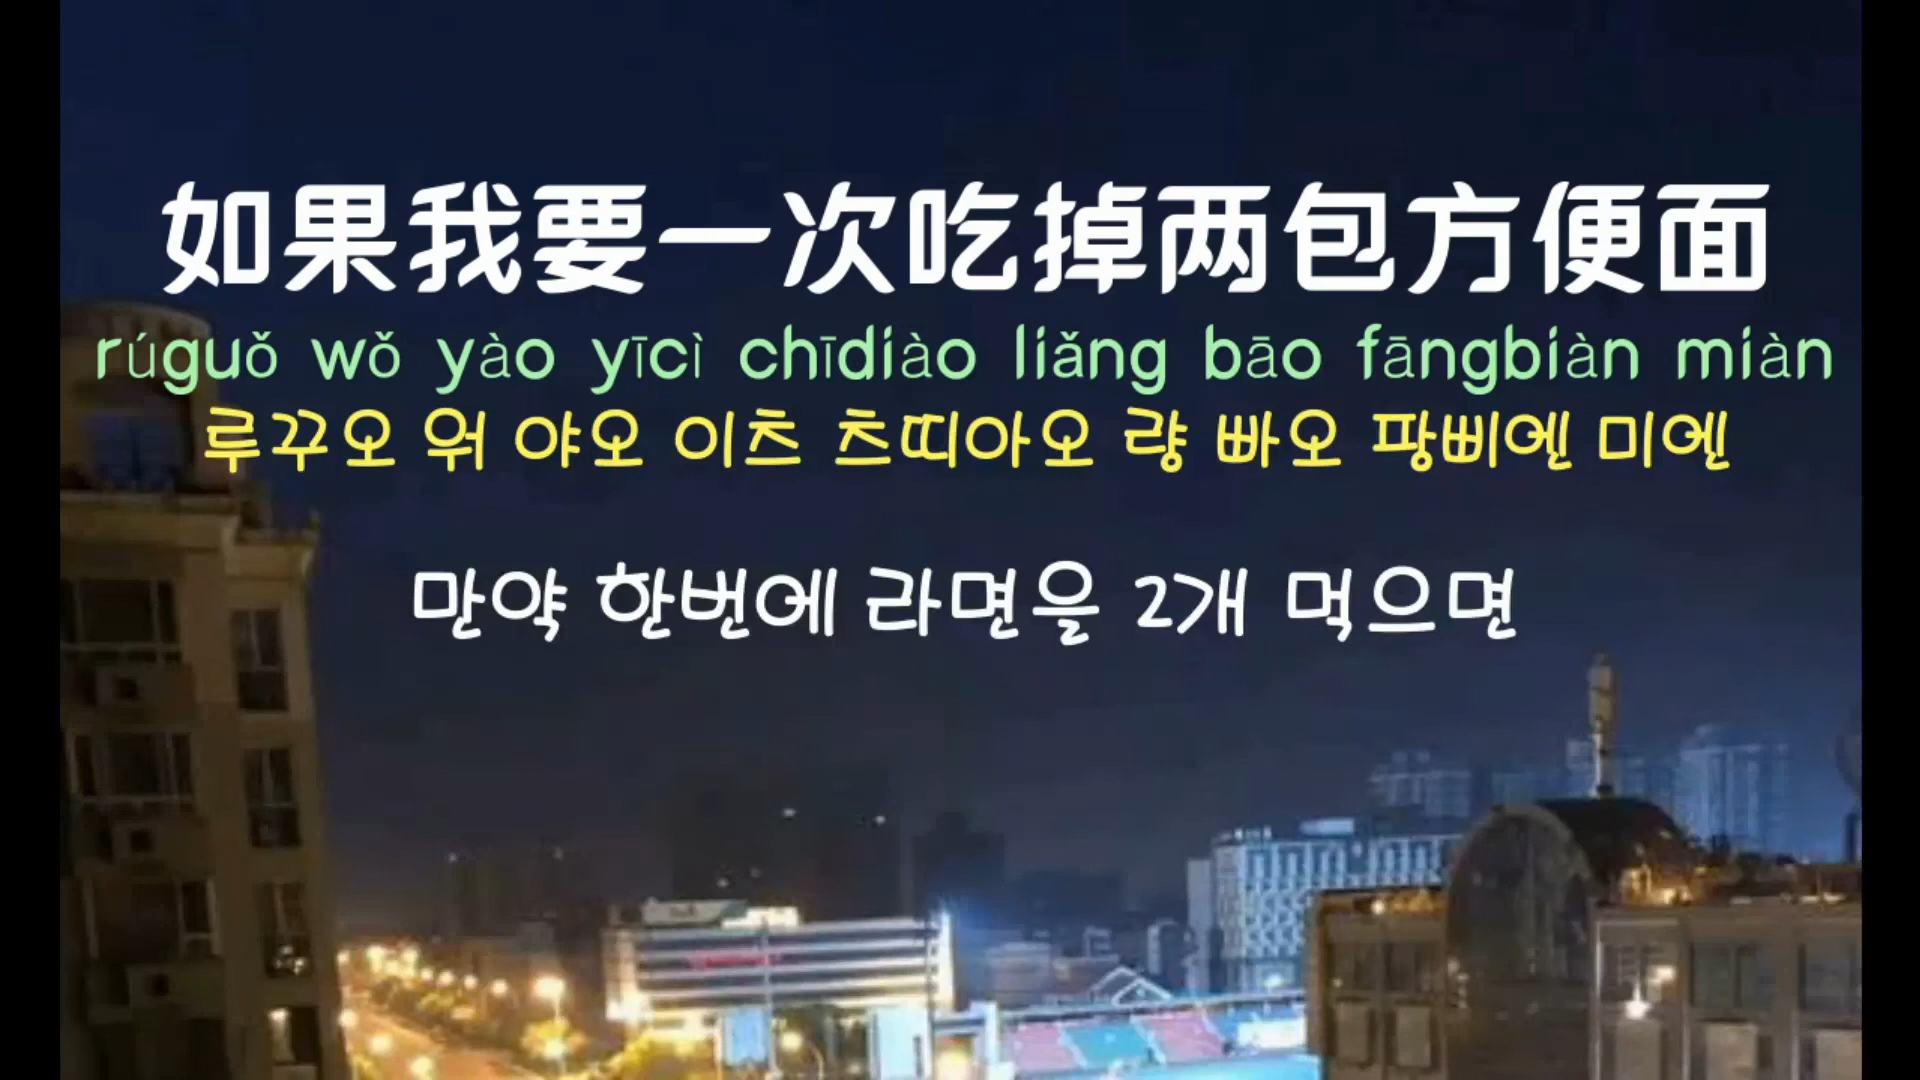 如果我要一次吃掉两包方便面
rúguǒ wǒ yào yīcì chīdiào liǎng bāo fāngbiàn miàn
루꾸오 워 야오 이츠 츠띠아오 량 빠오 팡삐엔 미엔
만약 한번에 라면을 2개 먹으면